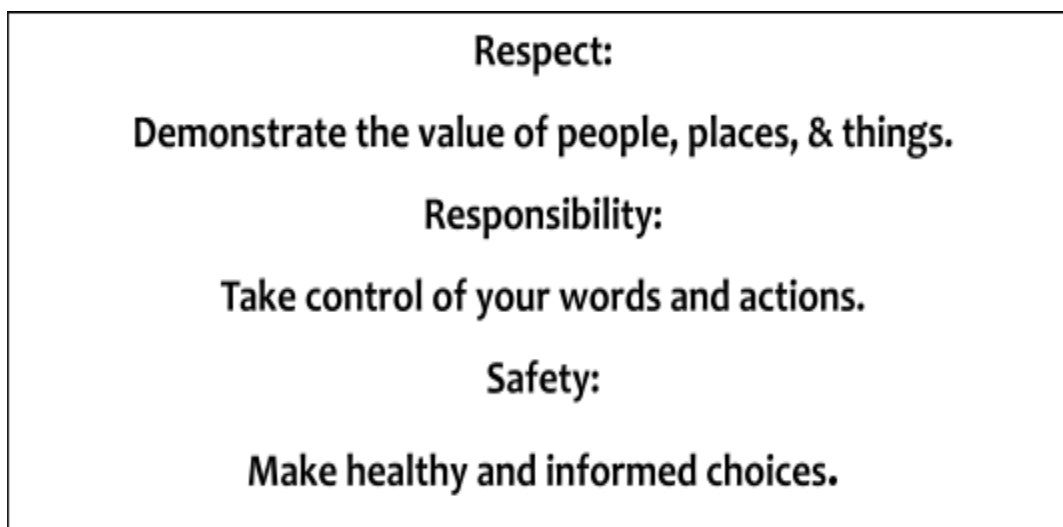 Respect:
Demonstrate the value of people, places, & things.
Responsibility:
Take control of your words and actions.
Safety:
Make healthy and informed choices.